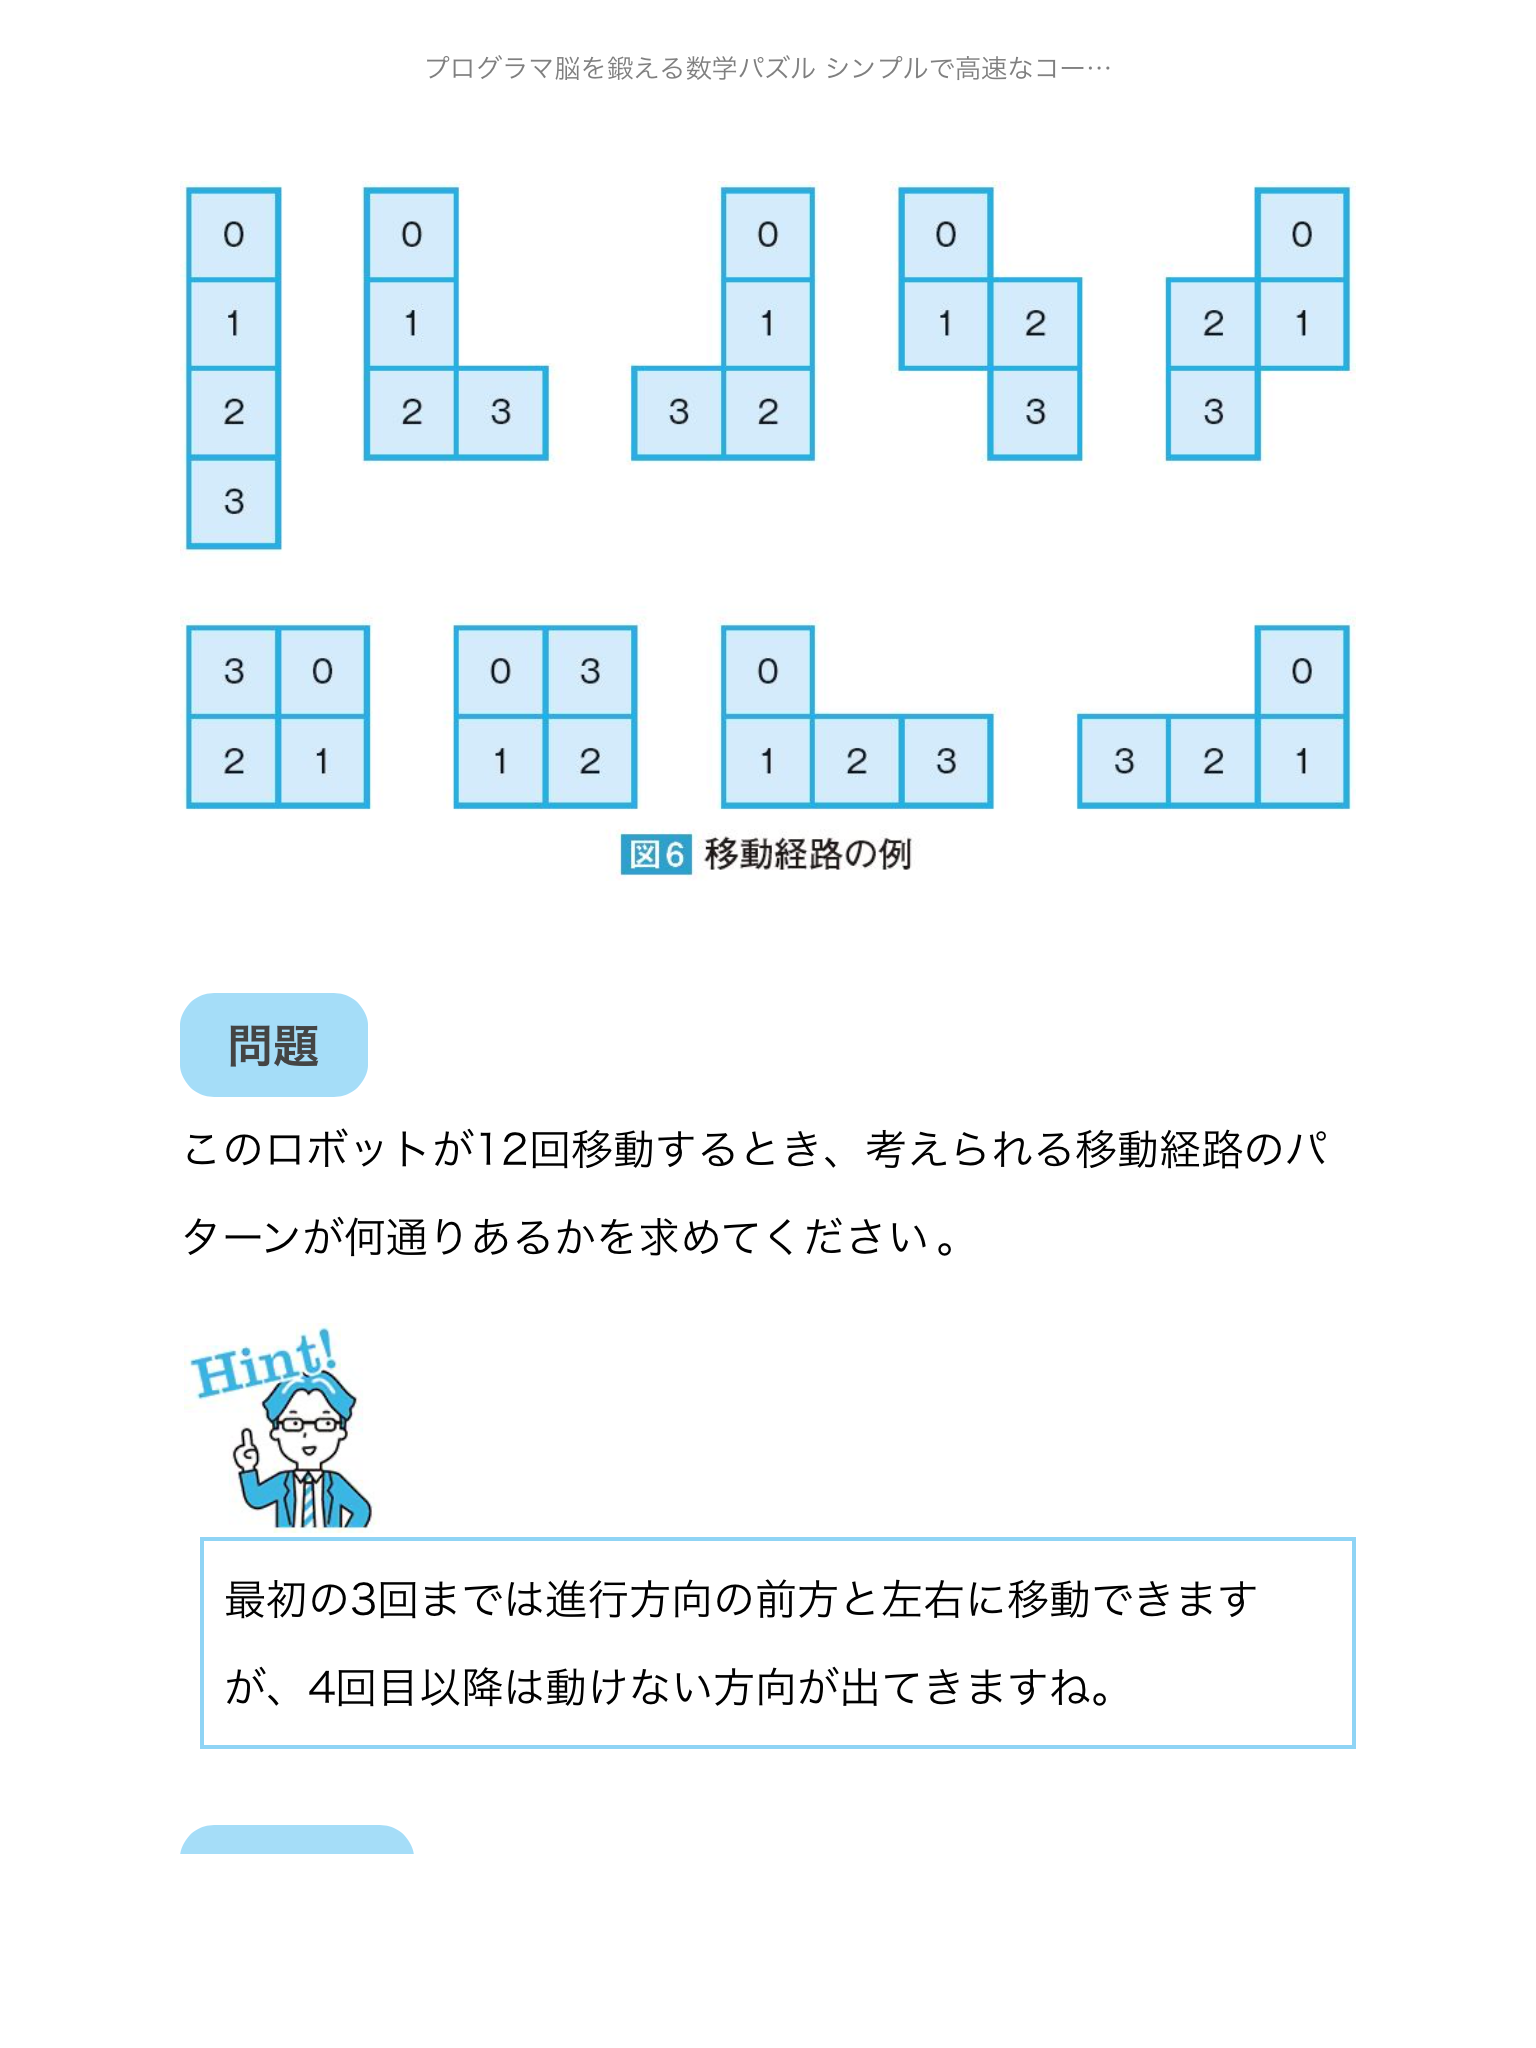 プログラマ脳を鍛える数学パズル シンプルで高速なコー…
0 0 0 0 0
1 1 1 1 2 2 1
2 2 3 3 2 3 3
3
3 0 0 3 0 0
2 1 1 2 1 2 3 3 2 1
図6 移動経路の例
問題
このロボットが12回移動するとき、考えられる移動経路のパ
ターンが何通りあるかを求めてください。
Hint!
最初の3回までは進行方向の前方と左右に移動できます
が、4回目以降は動けない方向が出てきますね。